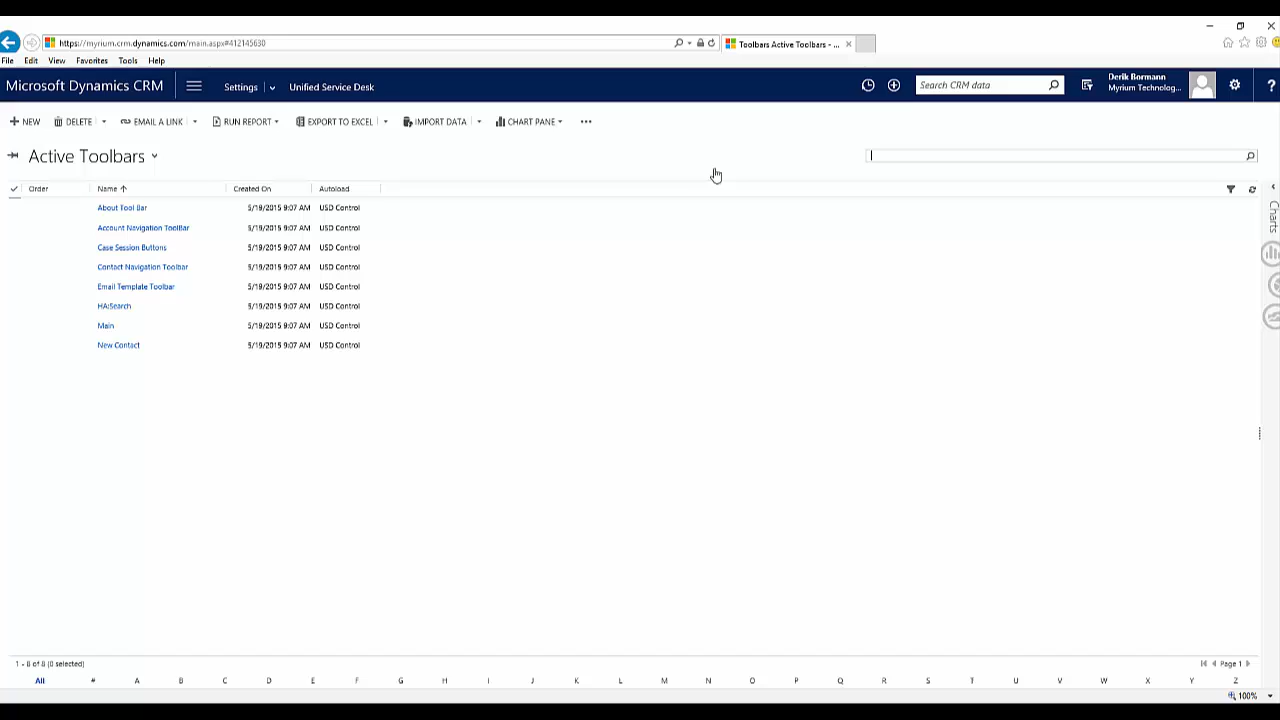 https://myrium.crm.dynamics.com/main.aspx#412145630
Toolbars Active Toolbars - ...
File Edit View Favorites Tools Help
Microsoft Dynamics CRM Settings Unified Service Desk Search CRM data
Derik Bormann
Myrium Technolog...
NEW DELETE EMAIL A LINK RUN REPORT EXPORT TO EXCEL IMPORT DATA CHART PANE ...
Active Toolbars
Order Name Created On Autoload
About Tool Bar 5/19/2015 9:07 AM USD Control
Account Navigation ToolBar 5/19/2015 9:07 AM USD Control
Case Session Buttons 5/19/2015 9:07 AM USD Control
Contact Navigation Toolbar 5/19/2015 9:07 AM USD Control
Email Template Toolbar 5/19/2015 9:07 AM USD Control
HA:Search 5/19/2015 9:07 AM USD Control
Main 5/19/2015 9:07 AM USD Control
New Contact 5/19/2015 9:07 AM USD Control
Charts
1 - 8 of 8 (0 selected) Page 1
All # A B C D E F G H I J K L M N O P Q R S T U V W X Y Z
100%